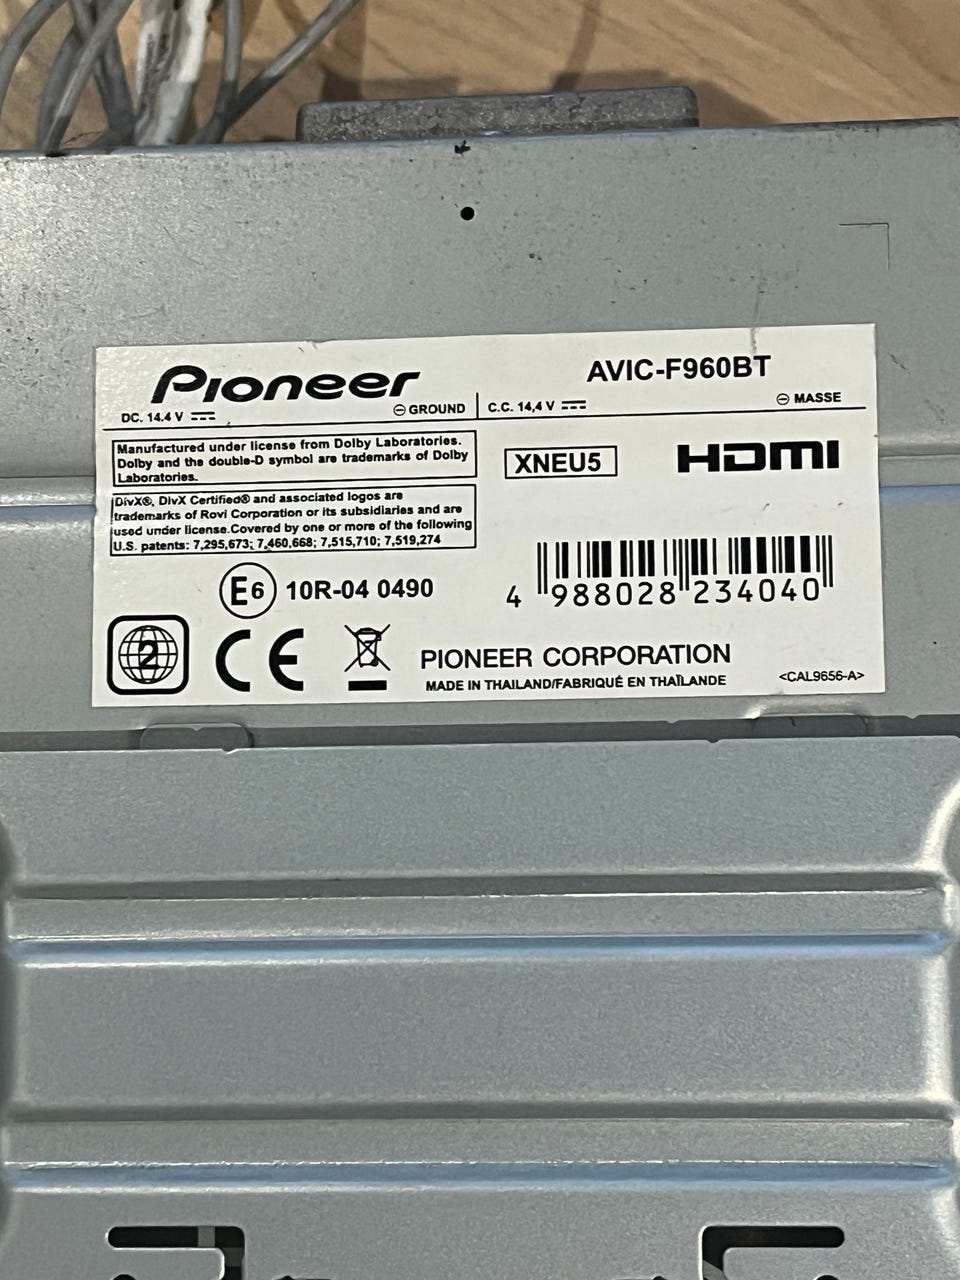 Pioneer
AVIC-F960BT
DC. 14.4 V ⎓ ⊖ GROUND
C.C. 14,4 V ⎓ ⊖ MASSE
Manufactured under license from Dolby Laboratories.
Dolby and the double-D symbol are trademarks of Dolby
Laboratories.
DivX®, DivX Certified® and associated logos are
trademarks of Rovi Corporation or its subsidiaries and are
used under license.Covered by one or more of the following
U.S. patents: 7,295,673; 7,460,668; 7,515,710; 7,519,274
XNEU5
HDMI
E6 10R-04 0490
4 988028 234040
2
CE
PIONEER CORPORATION
MADE IN THAILAND/FABRIQUÉ EN THAÏLANDE
<CAL9656-A>